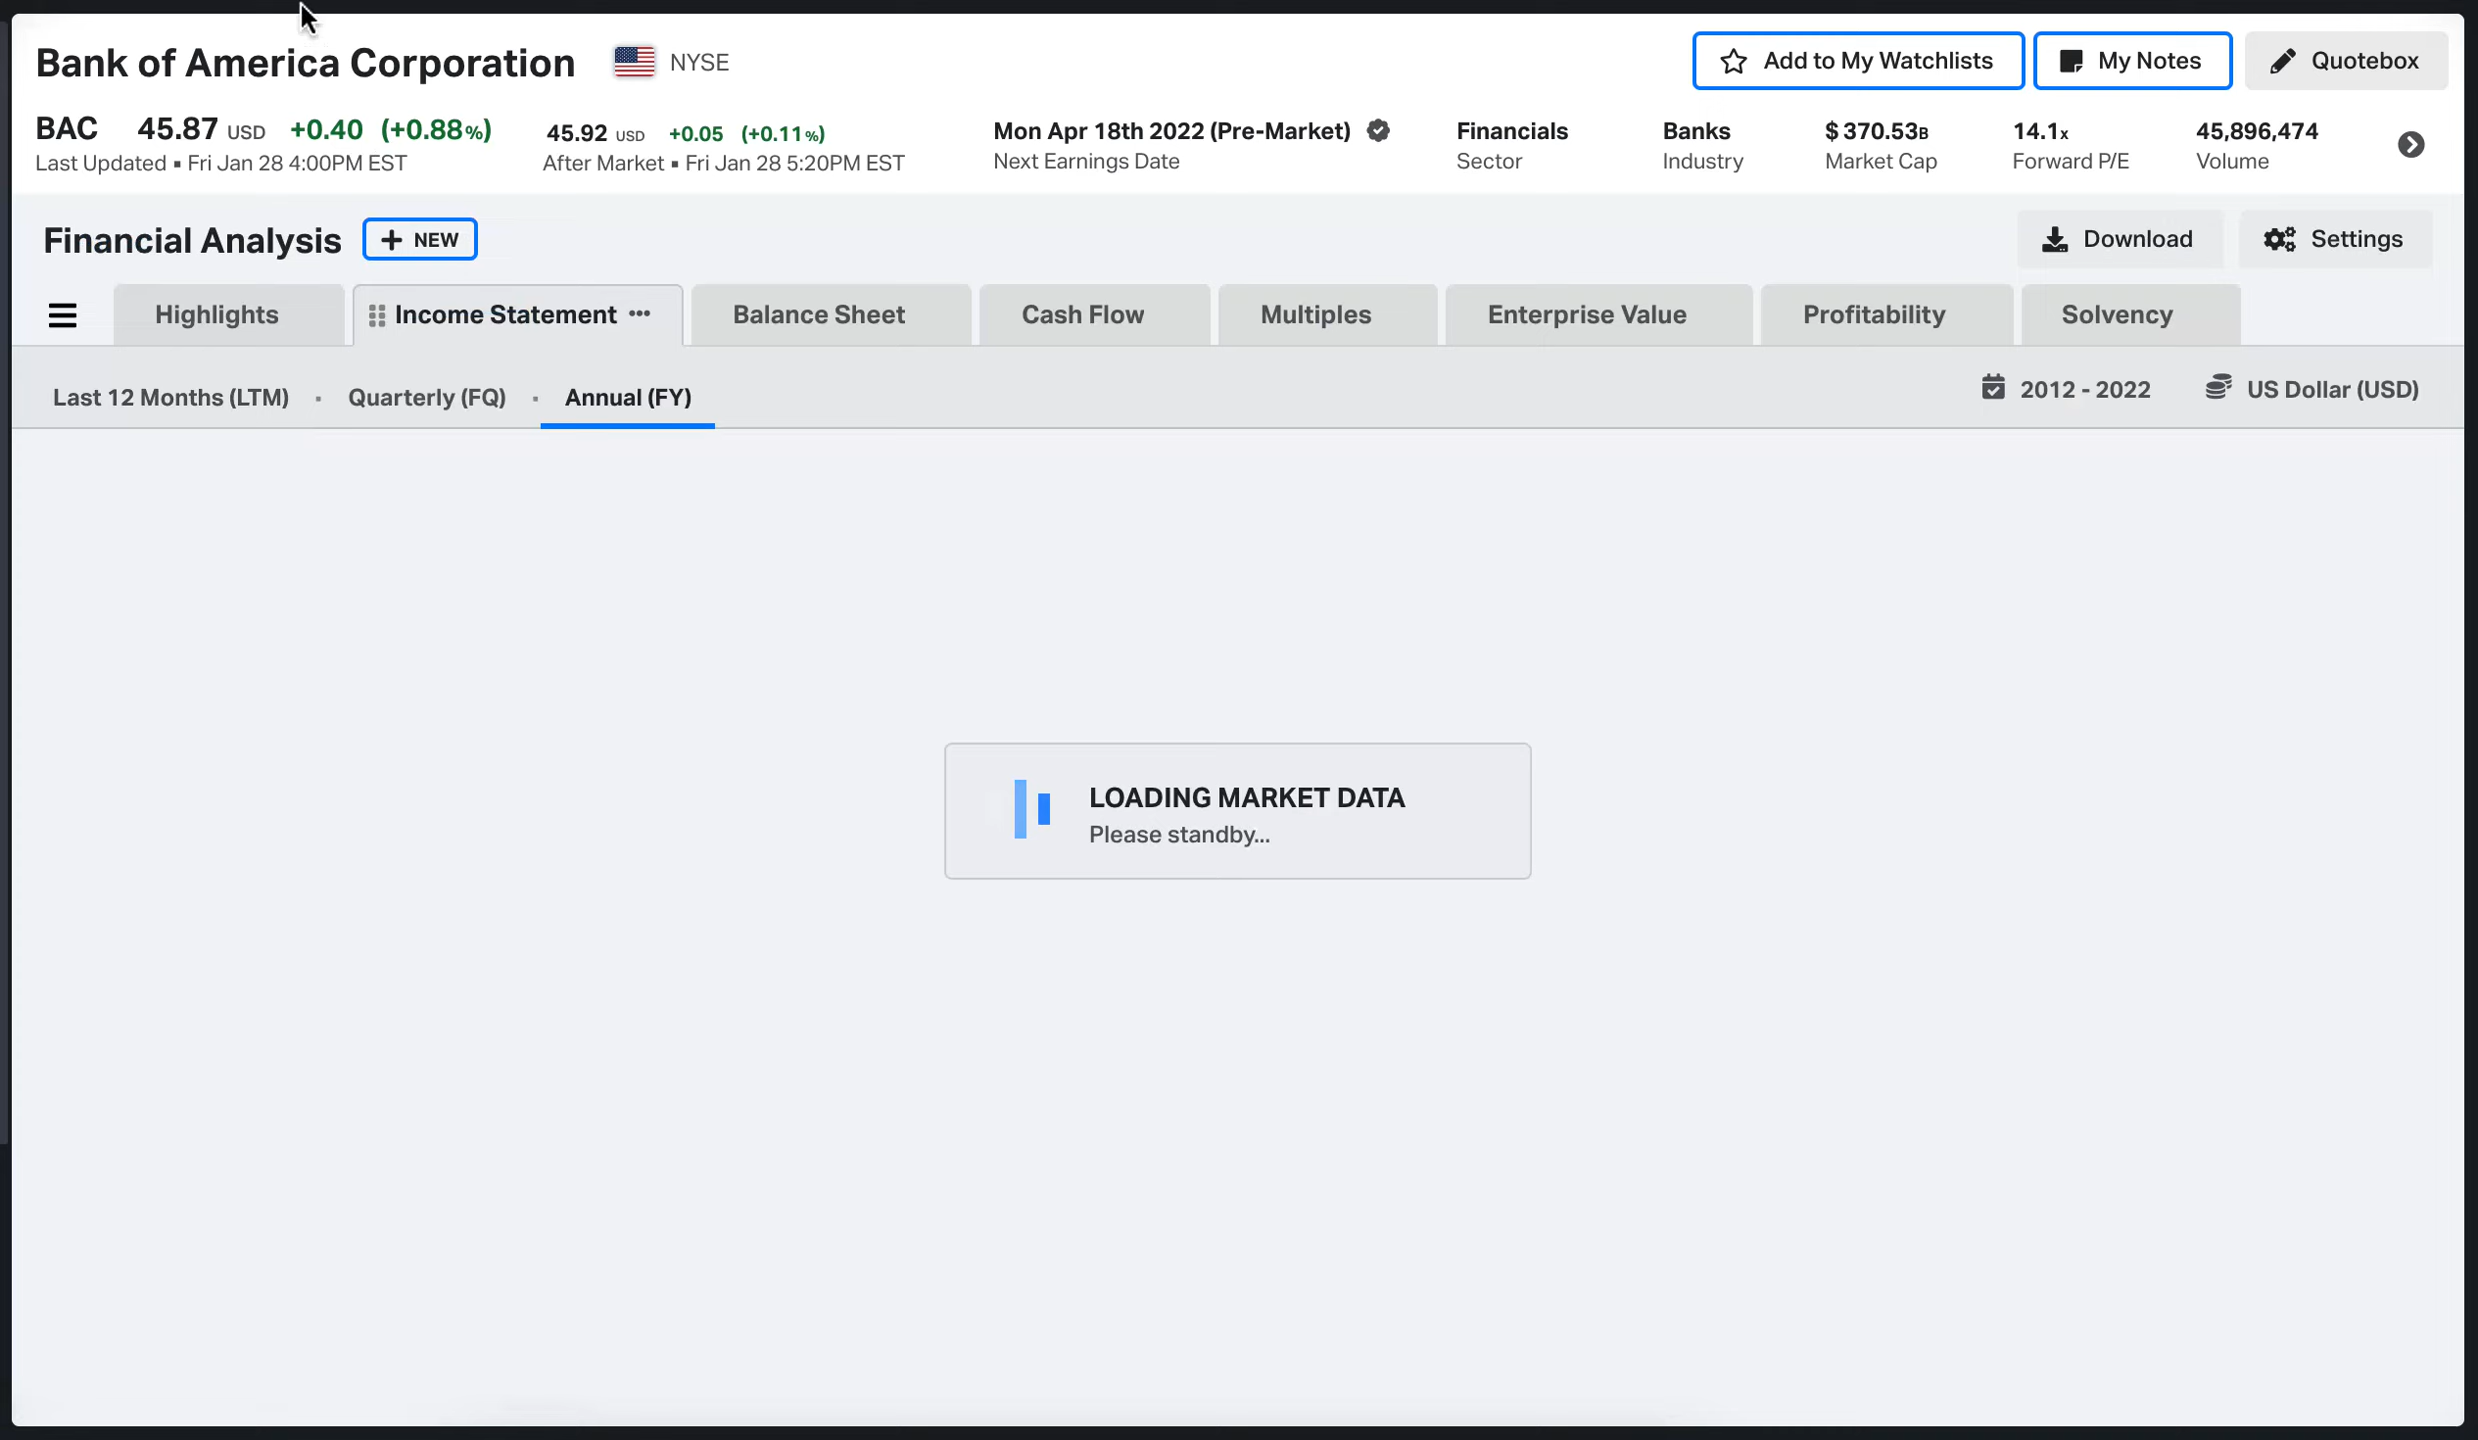 Bank of America Corporation NYSE Add to My Watchlists My Notes Quotebox
BAC 45.87 USD +0.40 (+0.88%) 45.92 USD +0.05 (+0.11%) Mon Apr 18th 2022 (Pre-Market) Financials Banks $370.53B 14.1x 45,896,474
Last Updated ▪ Fri Jan 28 4:00PM EST After Market ▪ Fri Jan 28 5:20PM EST Next Earnings Date Sector Industry Market Cap Forward P/E Volume
Financial Analysis + NEW Download Settings
Highlights Income Statement ••• Balance Sheet Cash Flow Multiples Enterprise Value Profitability Solvency
Last 12 Months (LTM) · Quarterly (FQ) · Annual (FY) 2012 - 2022 US Dollar (USD)
LOADING MARKET DATA
Please standby...